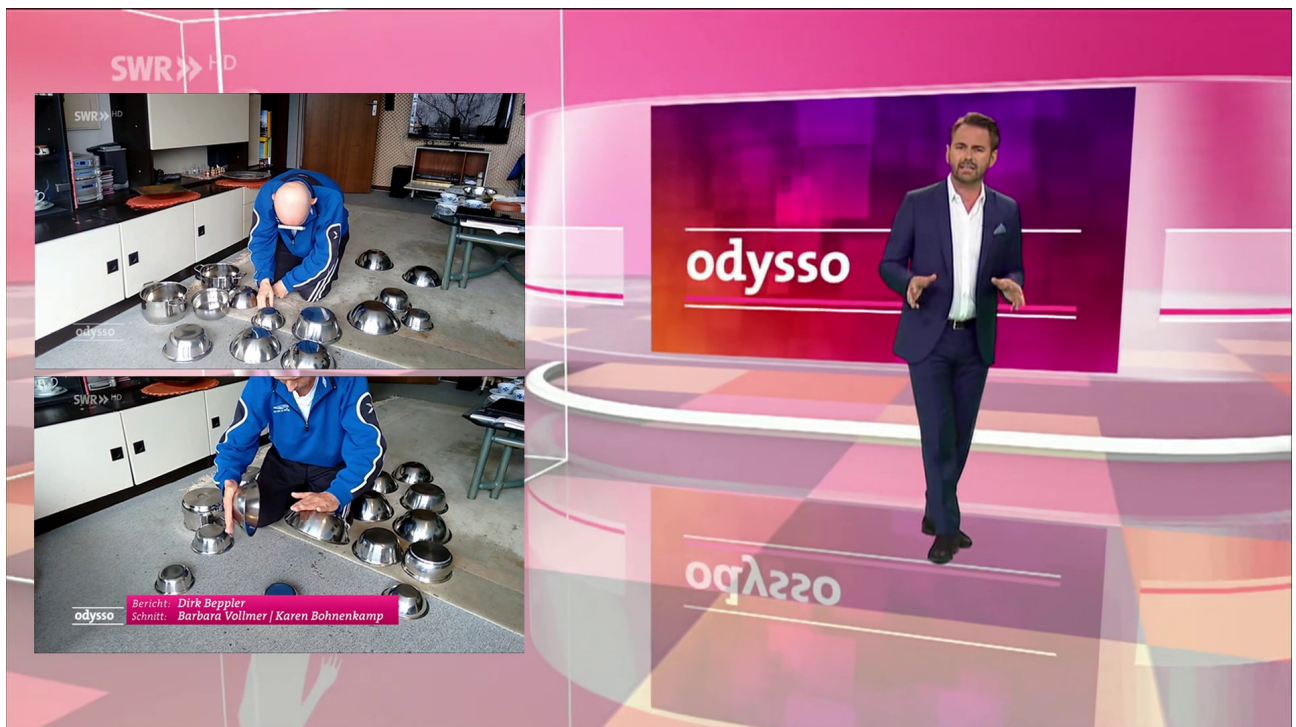 SWR» HD
SWR» HD
odysso
SWR» HD
odysso
Bericht: Dirk Beppler
Schnitt: Barbara Vollmer / Karen Bohnenkamp
odysso
odysso